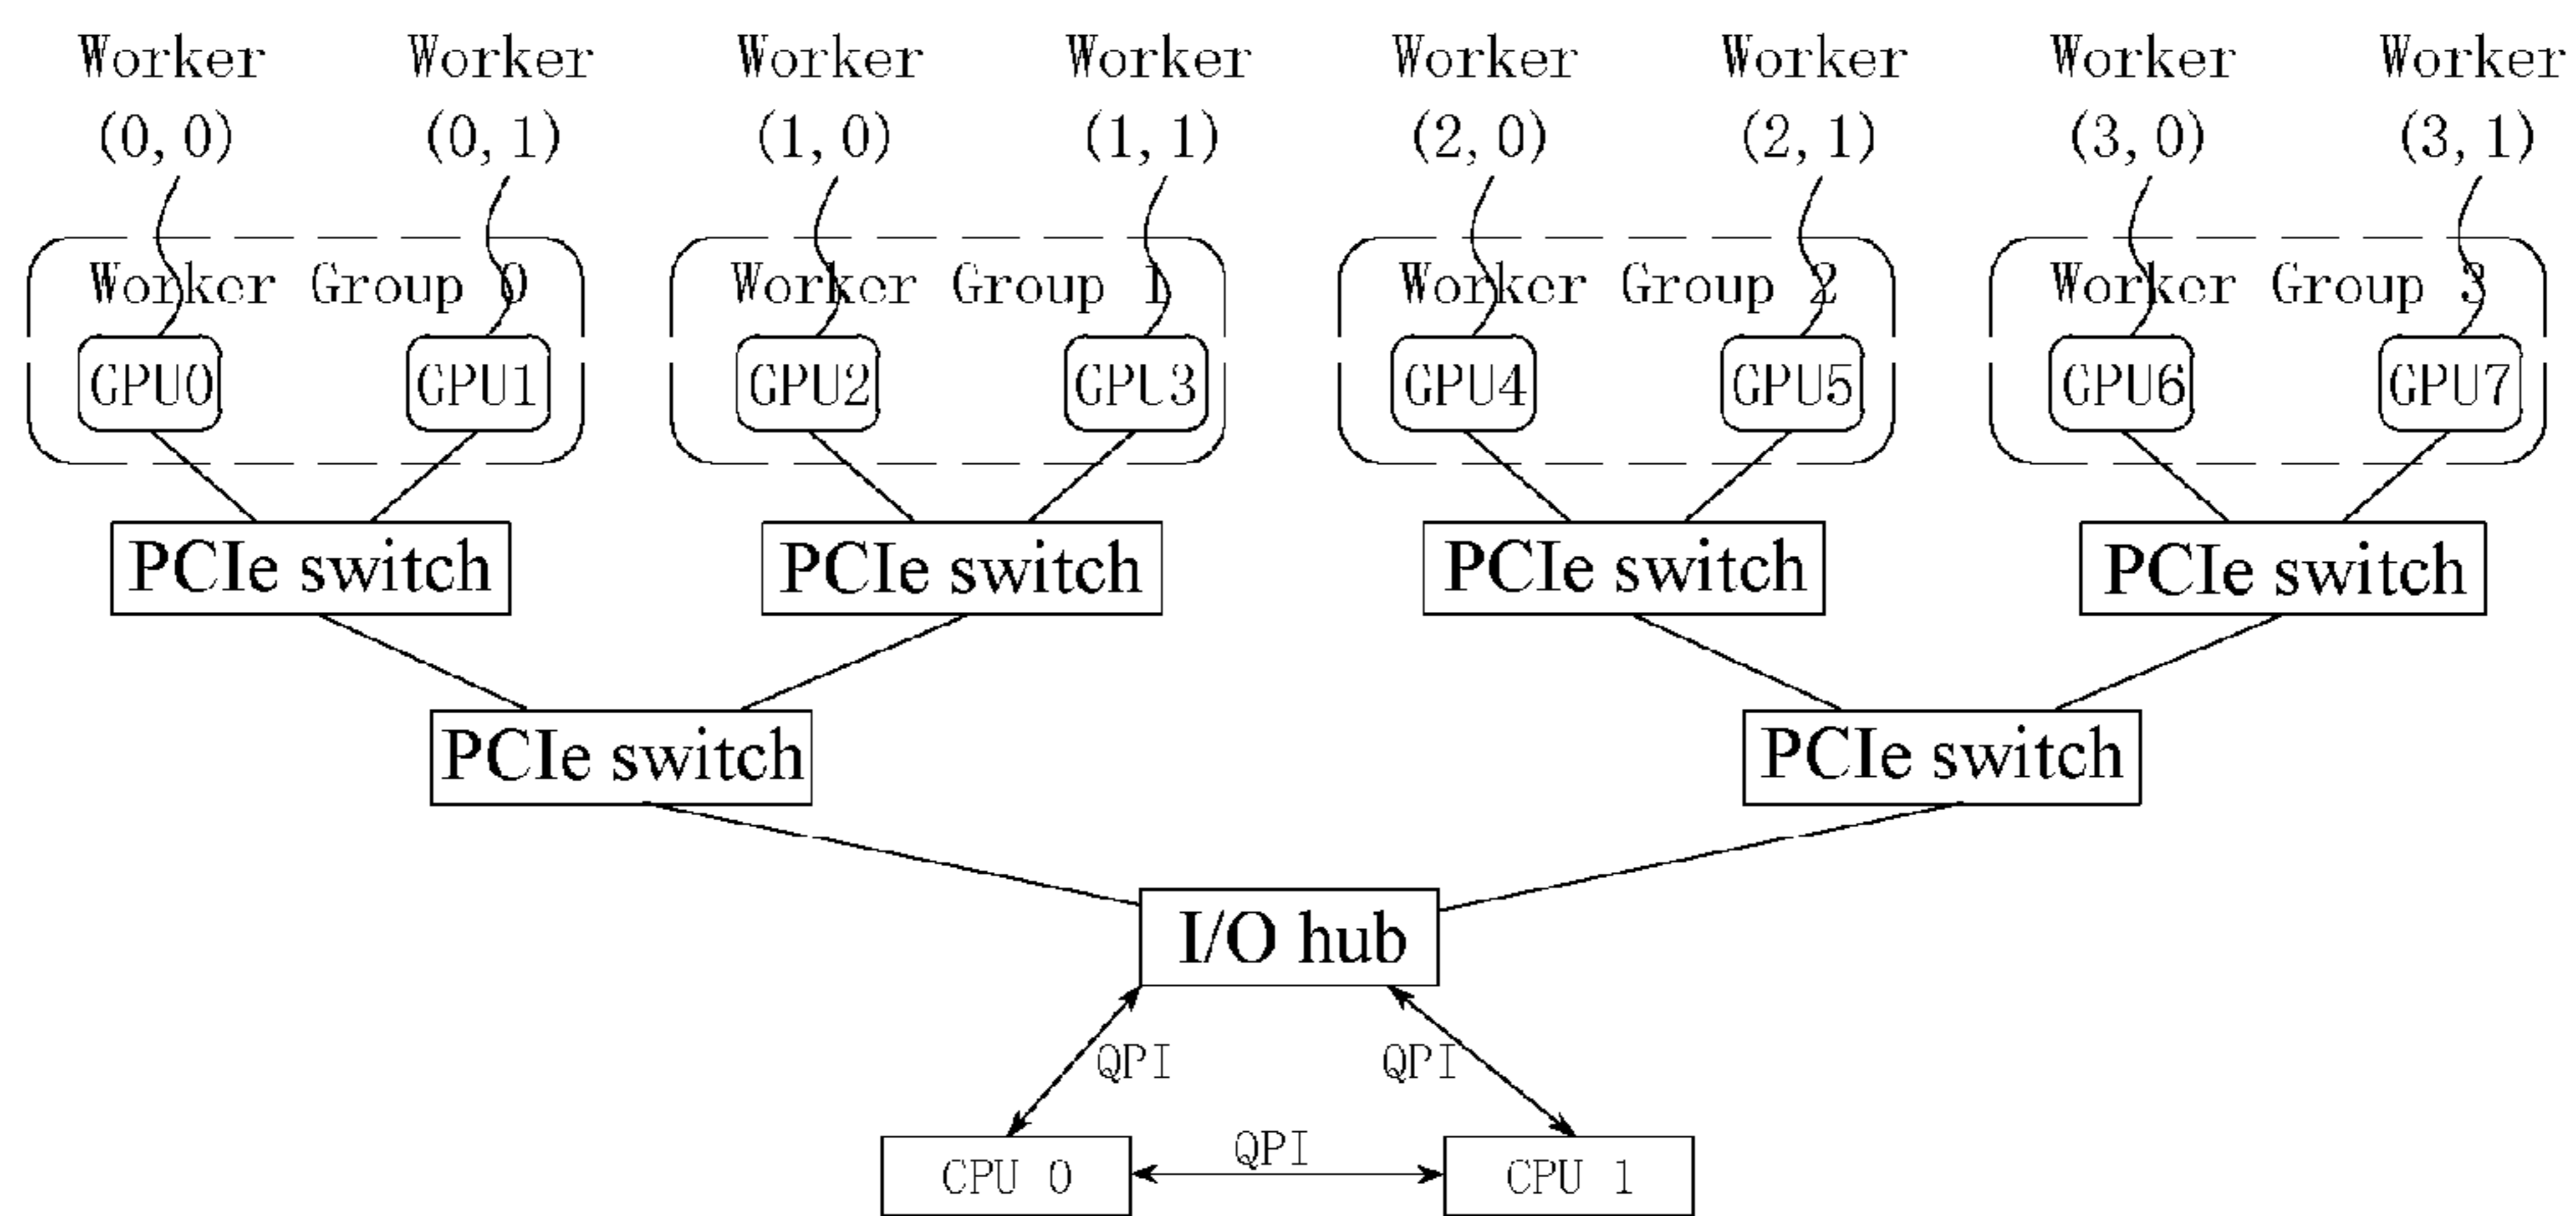 Worker Worker Worker Worker Worker Worker Worker Worker
(0, 0) (0, 1) (1, 0) (1, 1) (2, 0) (2, 1) (3, 0) (3, 1)
Worker Group 0 Worker Group 1 Worker Group 2 Worker Group 3
GPU0 GPU1 GPU2 GPU3 GPU4 GPU5 GPU6 GPU7
PCIe switch PCIe switch PCIe switch PCIe switch
PCIe switch PCIe switch
I/O hub
QPI QPI
QPI
CPU 0 CPU 1